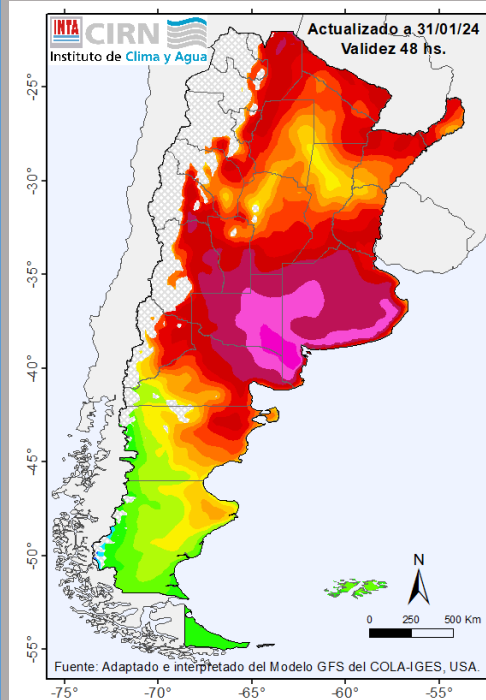 INTA
CIRN
Instituto de Clima y Agua
Actualizado a 31/01/24
Validez 48 hs.
-25°
-30°
-35°
-40°
-45°
-50°
-55°
N
0 250 500 Km
Fuente: Adaptado e interpretado del Modelo GFS del COLA-IGES, USA.
-75° -70° -65° -60° -55°